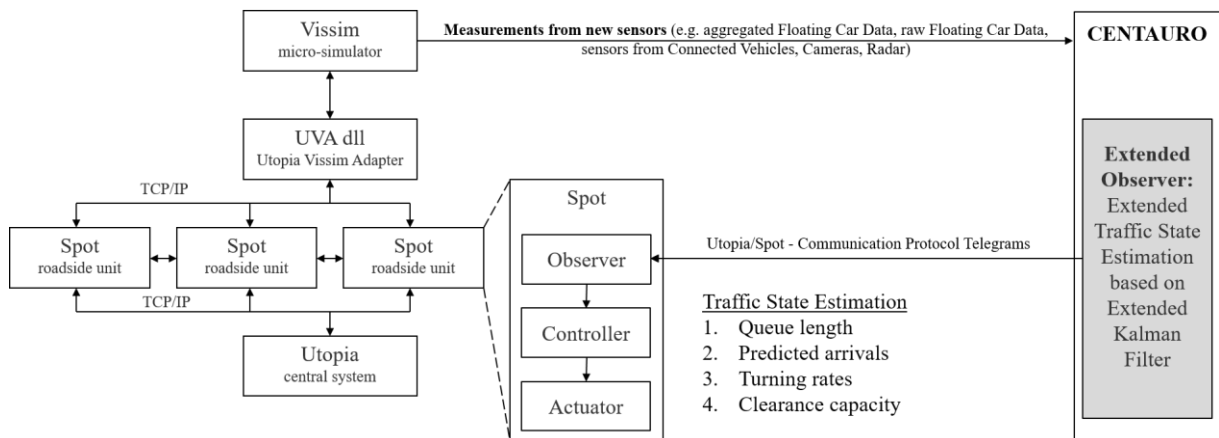 Vissim
micro-simulator
Measurements from new sensors (e.g. aggregated Floating Car Data, raw Floating Car Data,
sensors from Connected Vehicles, Cameras, Radar)
CENTAURO
UVA dll
Utopia Vissim Adapter
TCP/IP
Spot
roadside unit
Spot
roadside unit
Spot
roadside unit
TCP/IP
Utopia
central system
Spot
Observer
Controller
Actuator
Utopia/Spot - Communication Protocol Telegrams
Traffic State Estimation
1. Queue length
2. Predicted arrivals
3. Turning rates
4. Clearance capacity
Extended
Observer:
Extended
Traffic State
Estimation
based on
Extended
Kalman
Filter